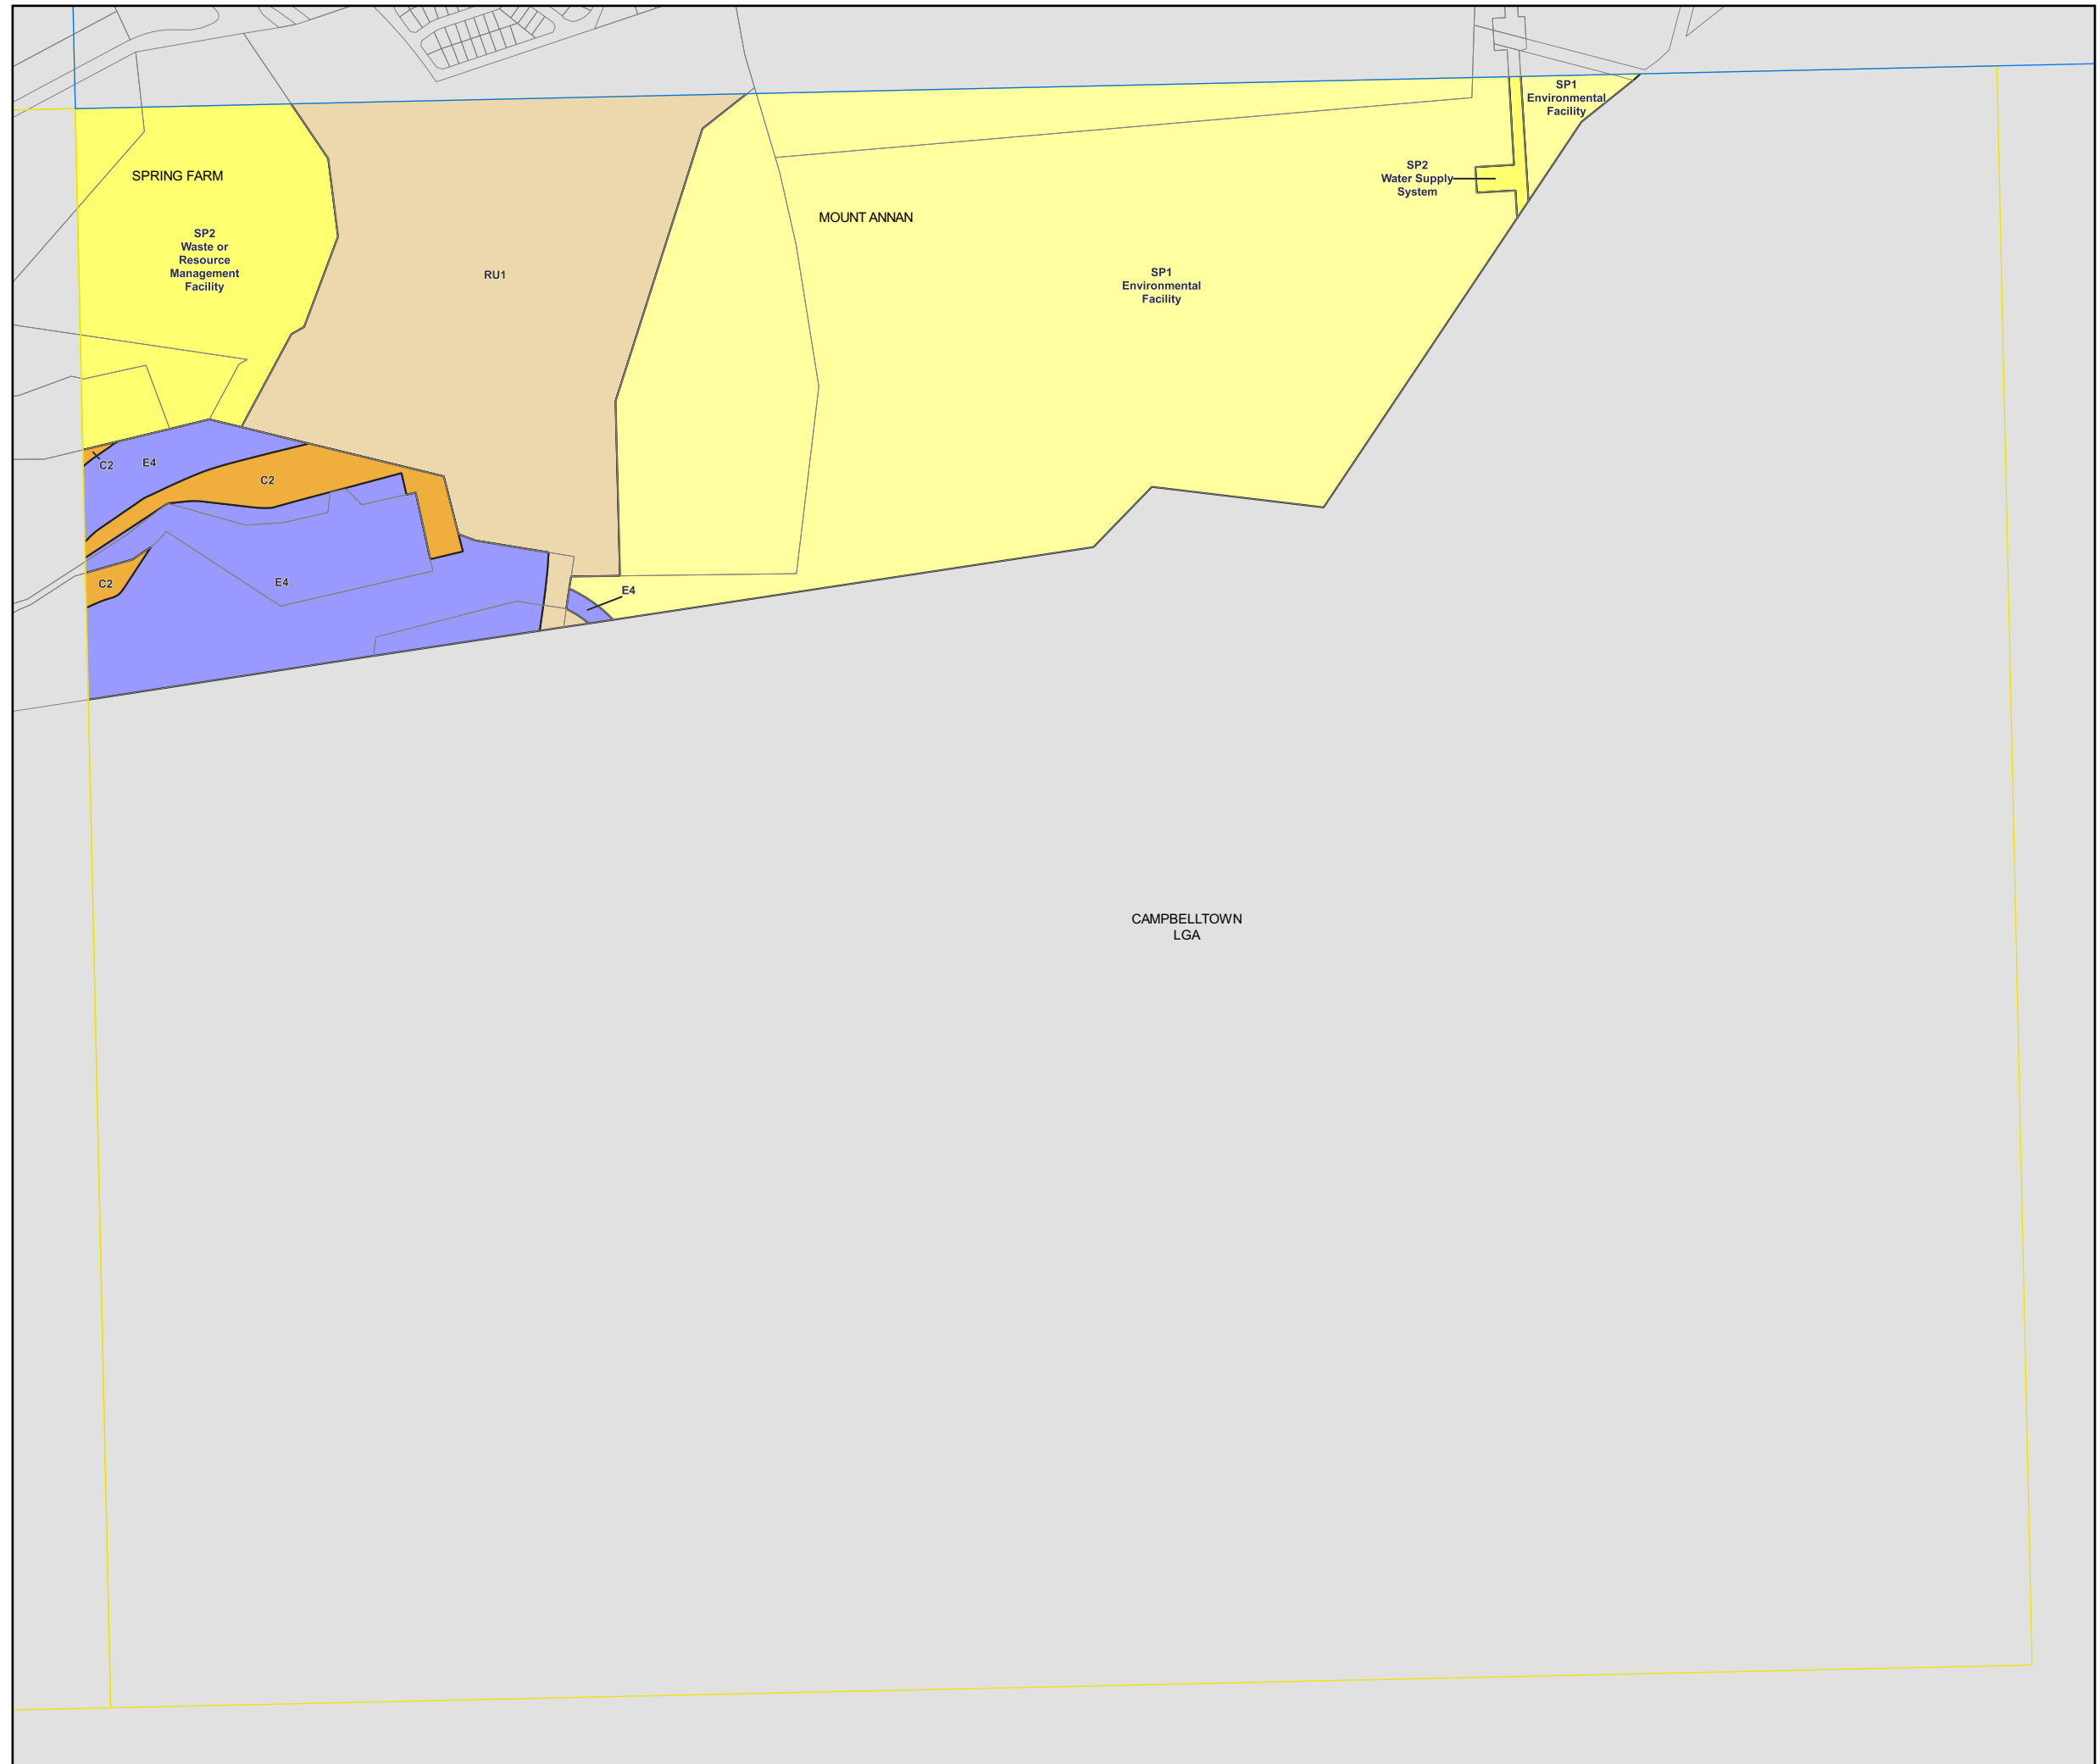 SP1
Environmental
Facility
SPRING FARM
SP2
Water Supply
System
MOUNT ANNAN
SP2
Waste or
Resource
Management
Facility
RU1
SP1
Environmental
Facility
C2
E4
C2
C2
E4
E4
CAMPBELLTOWN
LGA